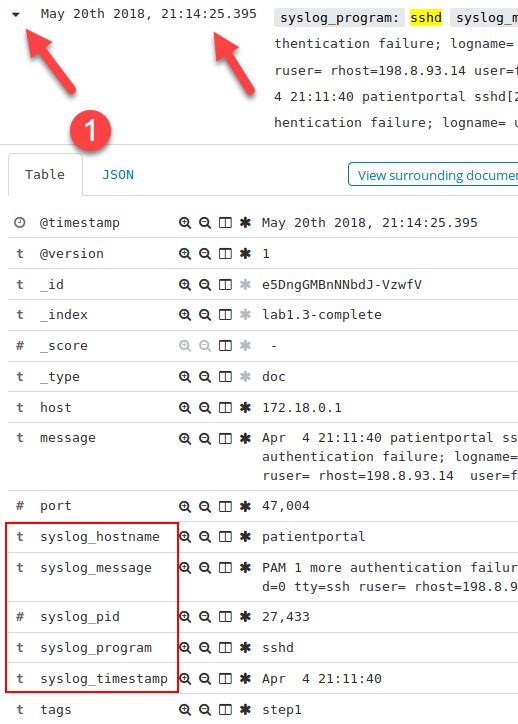 May 20th 2018, 21:14:25.395 syslog_program: sshd syslog_m
thentication failure; logname=
ruser= rhost=198.8.93.14 user=f
4 21:11:40 patientportal sshd[2
hentication failure; logname= u
1
Table JSON View surrounding documen
@timestamp May 20th 2018, 21:14:25.395
t @version 1
t _id e5DngGMBnNNbdJ-VzwfV
t _index lab1.3-complete
# _score -
t _type doc
t host 172.18.0.1
t message Apr  4 21:11:40 patientportal ss
authentication failure; logname=
ruser= rhost=198.8.93.14  user=f
# port 47,004
t syslog_hostname patientportal
t syslog_message PAM 1 more authentication failur
d=0 tty=ssh ruser= rhost=198.8.9
# syslog_pid 27,433
t syslog_program sshd
t syslog_timestamp Apr  4 21:11:40
t tags step1